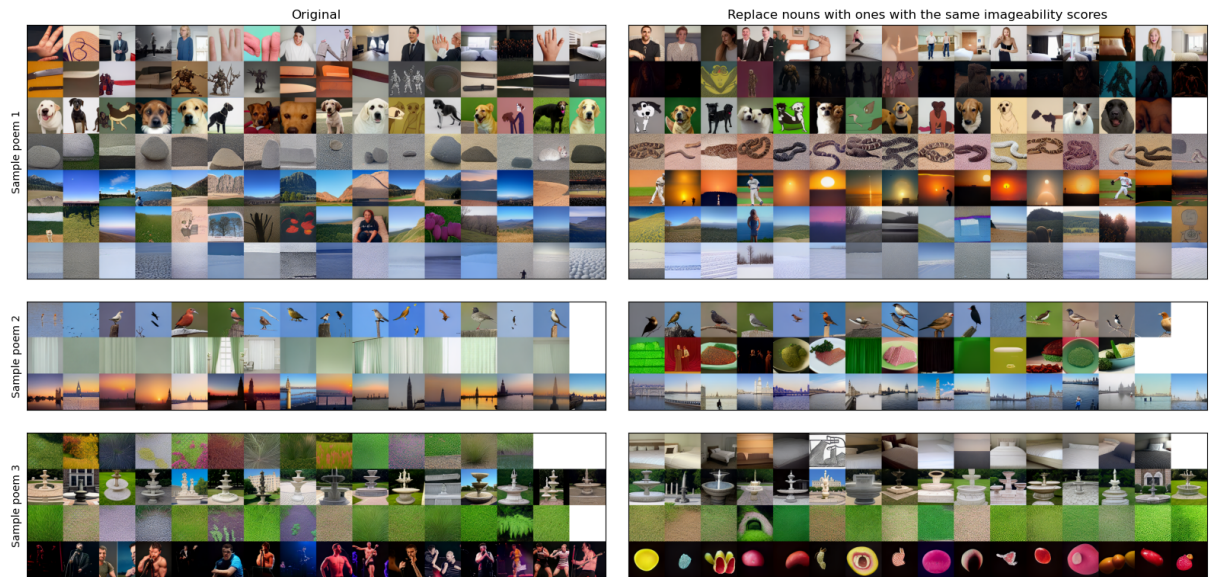 Original
Replace nouns with ones with the same imageability scores
Sample poem 1
Sample poem 2
Sample poem 3